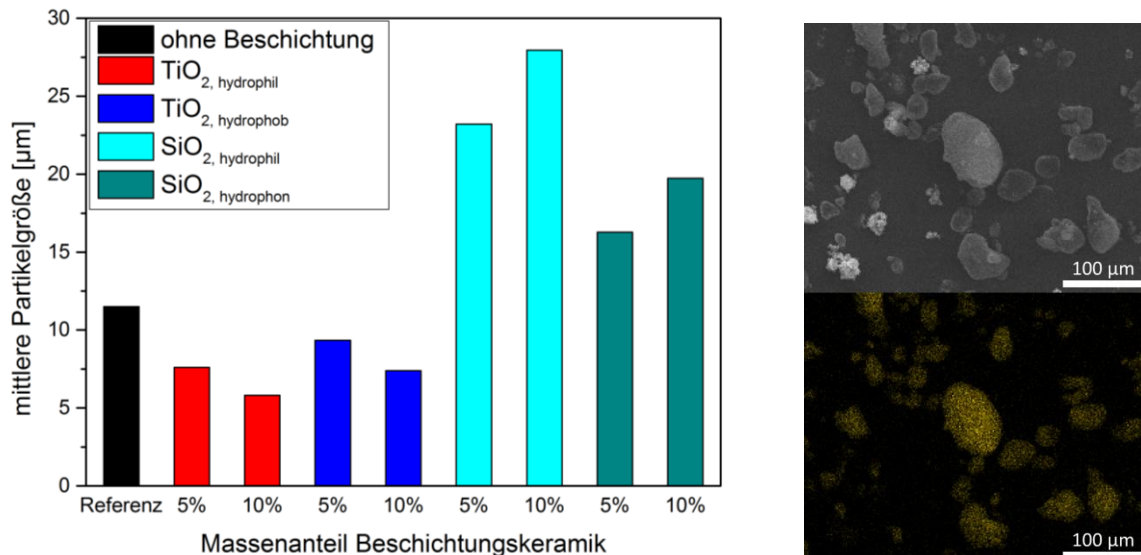 30
25
20
15
10
5
0
mittlere Partikelgröße [µm]
ohne Beschichtung
TiO2, hydrophil
TiO2, hydrophob
SiO2, hydrophil
SiO2, hydrophon
Referenz 5% 10% 5% 10% 5% 10% 5% 10%
Massenanteil Beschichtungskeramik
100 µm
100 µm